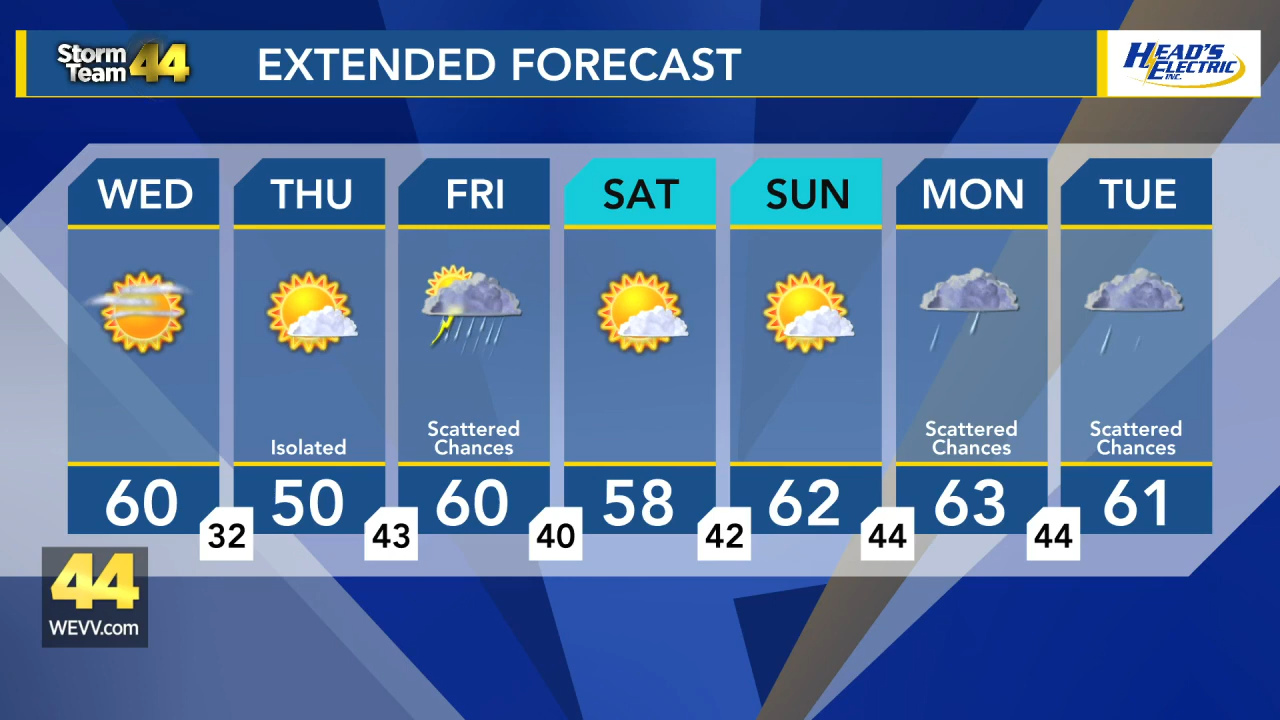 Storm
Team 44
EXTENDED FORECAST
HEAD'S
ELECTRIC
INC.
WED THU FRI SAT SUN MON TUE
Isolated
Scattered
Chances
Scattered
Chances
Scattered
Chances
60 50 60 58 62 63 61
32 43 40 42 44 44
44
WEVV.com